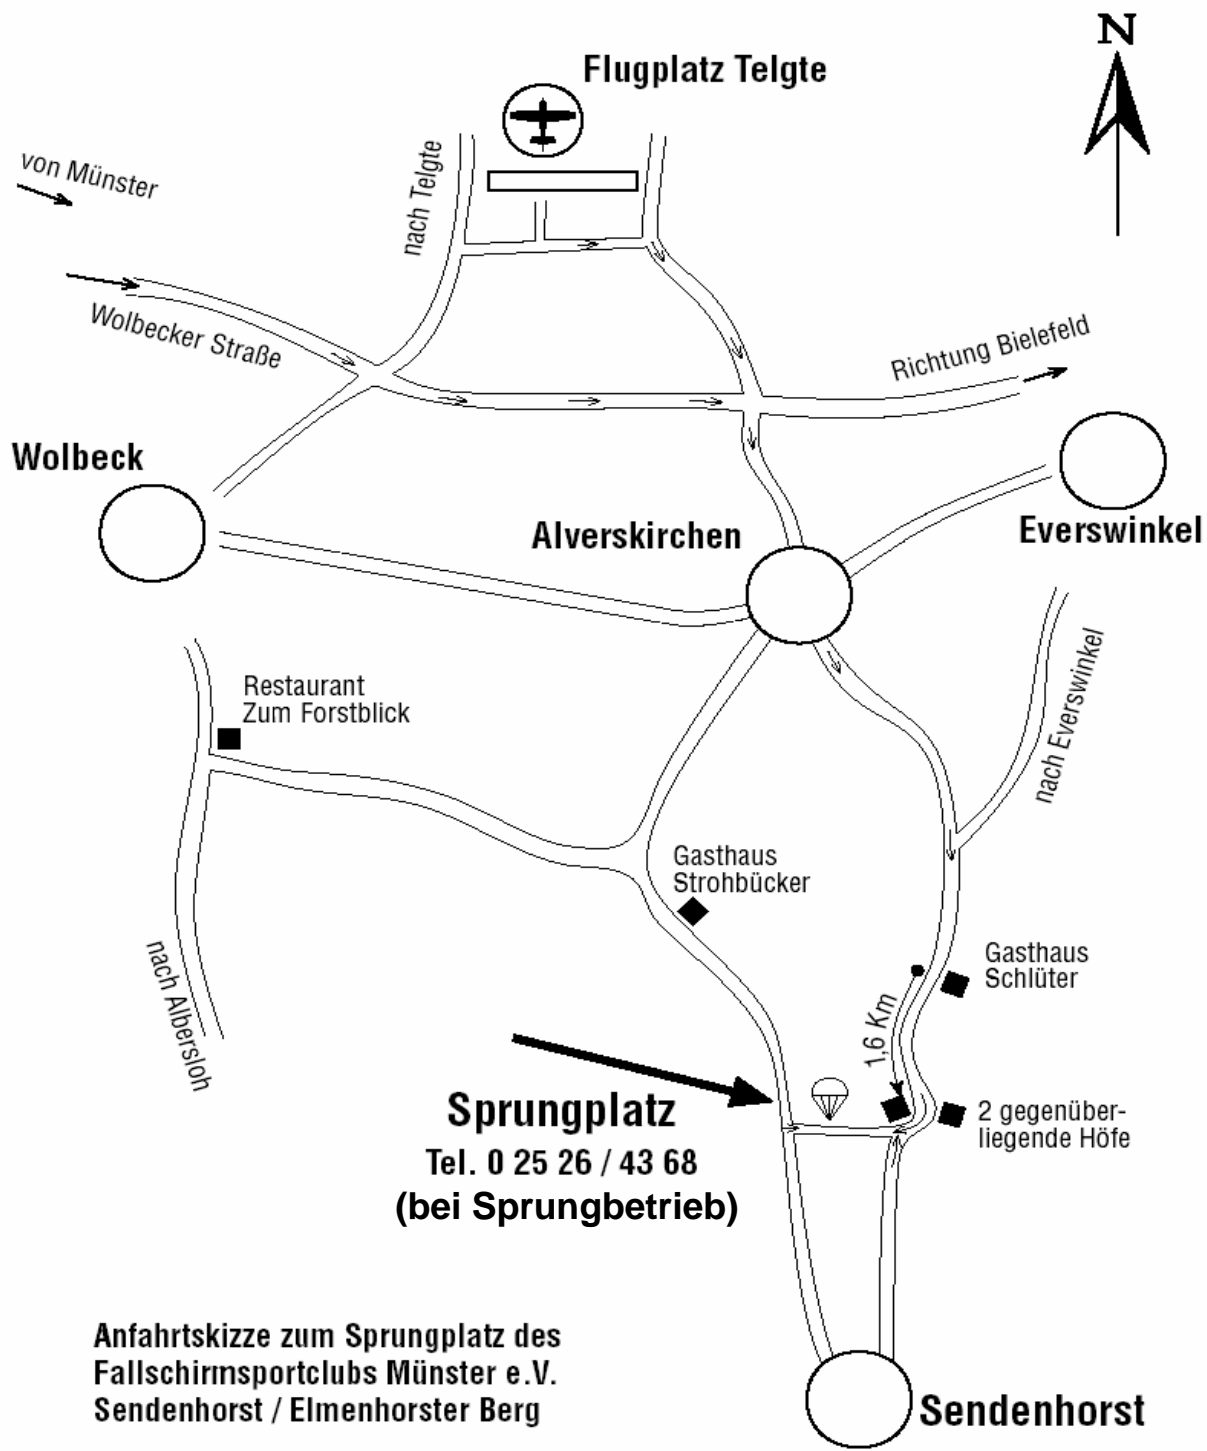 N
Flugplatz Telgte
von Münster
nach Telgte
Wolbecker Straße
Richtung Bielefeld
Wolbeck
Alverskirchen
Everswinkel
Restaurant
Zum Forstblick
nach Everswinkel
Gasthaus
Strohbücker
Gasthaus
Schlüter
nach Albersloh
1,6 Km
Sprungplatz
Tel. 0 25 26 / 43 68
(bei Sprungbetrieb)
2 gegenüber-
liegende Höfe
Anfahrtskizze zum Sprungplatz des
Fallschirmsportclubs Münster e.V.
Sendenhorst / Elmenhorster Berg
Sendenhorst